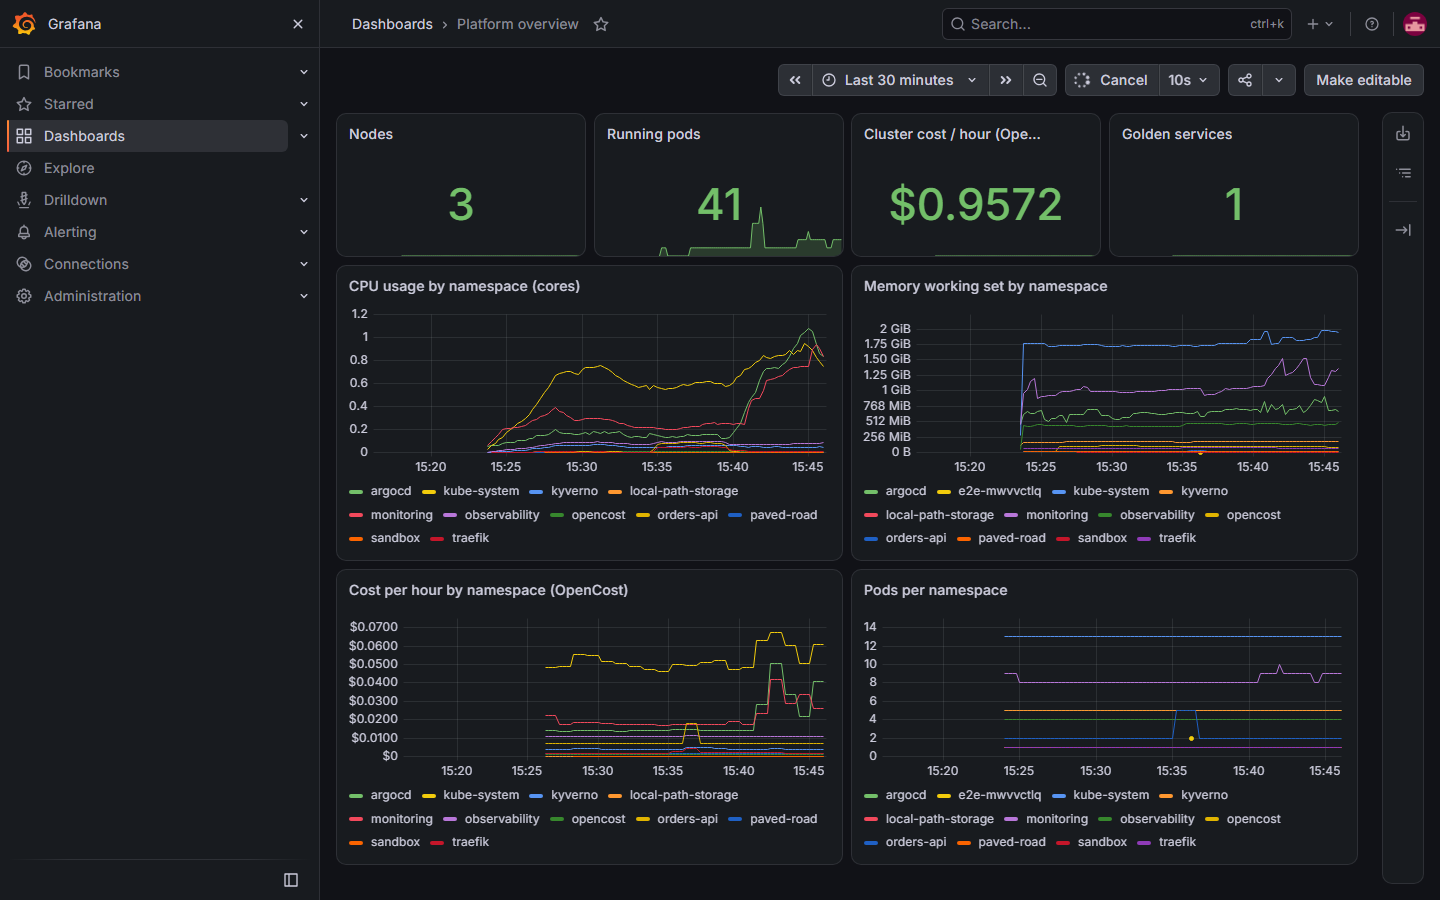 Grafana
Dashboards › Platform overview
Search... ctrl+k
Bookmarks
Starred
Dashboards
Explore
Drilldown
Alerting
Connections
Administration
Last 30 minutes Cancel 10s Make editable
Nodes
3
Running pods
41
Cluster cost / hour (Ope...
$0.9572
Golden services
1
CPU usage by namespace (cores)
1.2
1
0.8
0.6
0.4
0.2
0
15:20 15:25 15:30 15:35 15:40 15:45
argocd kube-system kyverno local-path-storage
monitoring observability opencost orders-api paved-road
sandbox traefik
Memory working set by namespace
2 GiB
1.75 GiB
1.50 GiB
1.25 GiB
1 GiB
768 MiB
512 MiB
256 MiB
0 B
15:20 15:25 15:30 15:35 15:40 15:45
argocd e2e-mwvvctlq kube-system kyverno
local-path-storage monitoring observability opencost
orders-api paved-road sandbox traefik
Cost per hour by namespace (OpenCost)
$0.0700
$0.0600
$0.0500
$0.0400
$0.0300
$0.0200
$0.0100
$0
15:20 15:25 15:30 15:35 15:40 15:45
argocd kube-system kyverno local-path-storage
monitoring observability opencost orders-api paved-road
sandbox traefik
Pods per namespace
14
12
10
8
6
4
2
0
15:20 15:25 15:30 15:35 15:40 15:45
argocd e2e-mwvvctlq kube-system kyverno
local-path-storage monitoring observability opencost
orders-api paved-road sandbox traefik